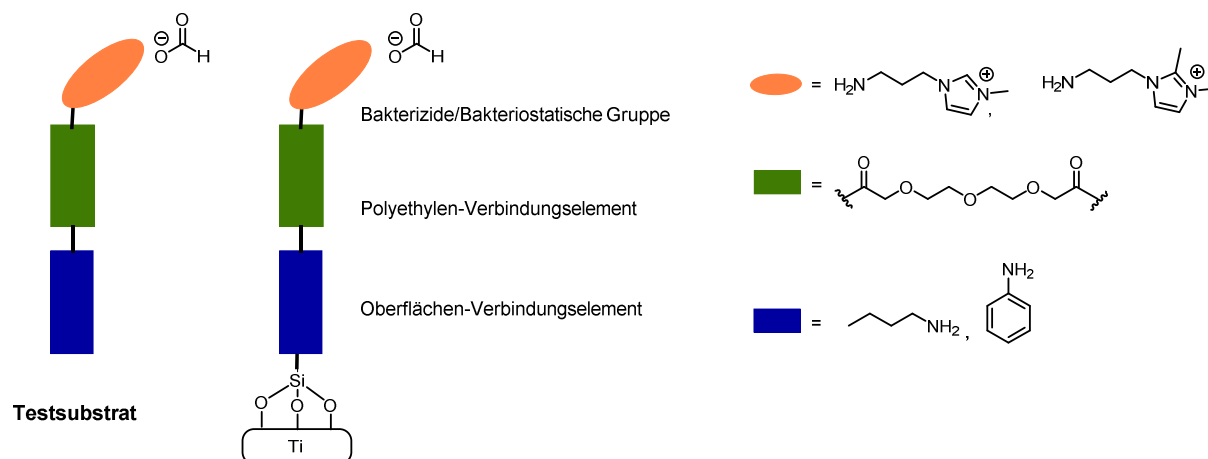 O
⊖
O
H
O
⊖
O
H
Bakterizide/Bakteriostatische Gruppe
Polyethylen-Verbindungselement
Oberflächen-Verbindungselement
Si
O
O
O
Ti
Testsubstrat
=
H2N
N
⊕
N
,
H2N
N
⊕
N
=
O
O
O
O
O
=
NH2
,
NH2